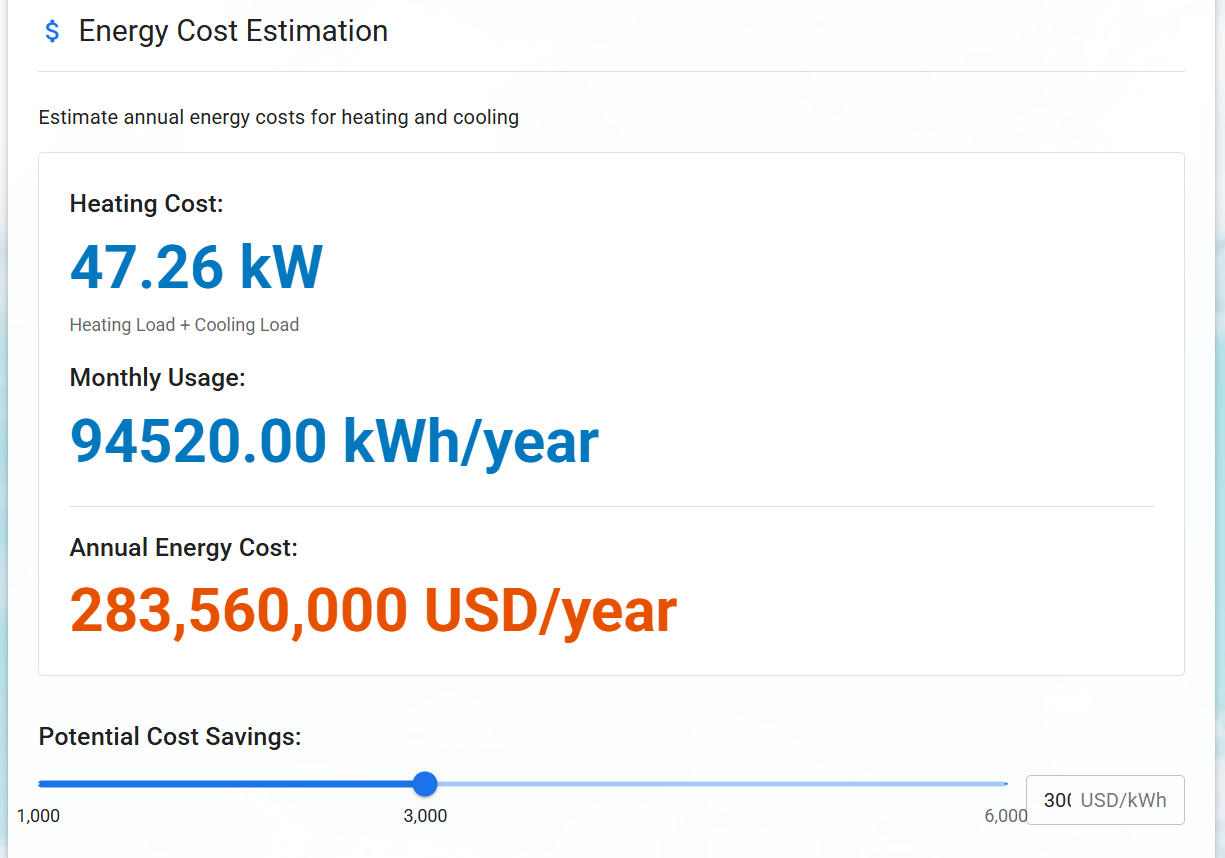 $ Energy Cost Estimation
Estimate annual energy costs for heating and cooling
Heating Cost:
47.26 kW
Heating Load + Cooling Load
Monthly Usage:
94520.00 kWh/year
Annual Energy Cost:
283,560,000 USD/year
Potential Cost Savings:
300 USD/kWh
1,000 3,000 6,000